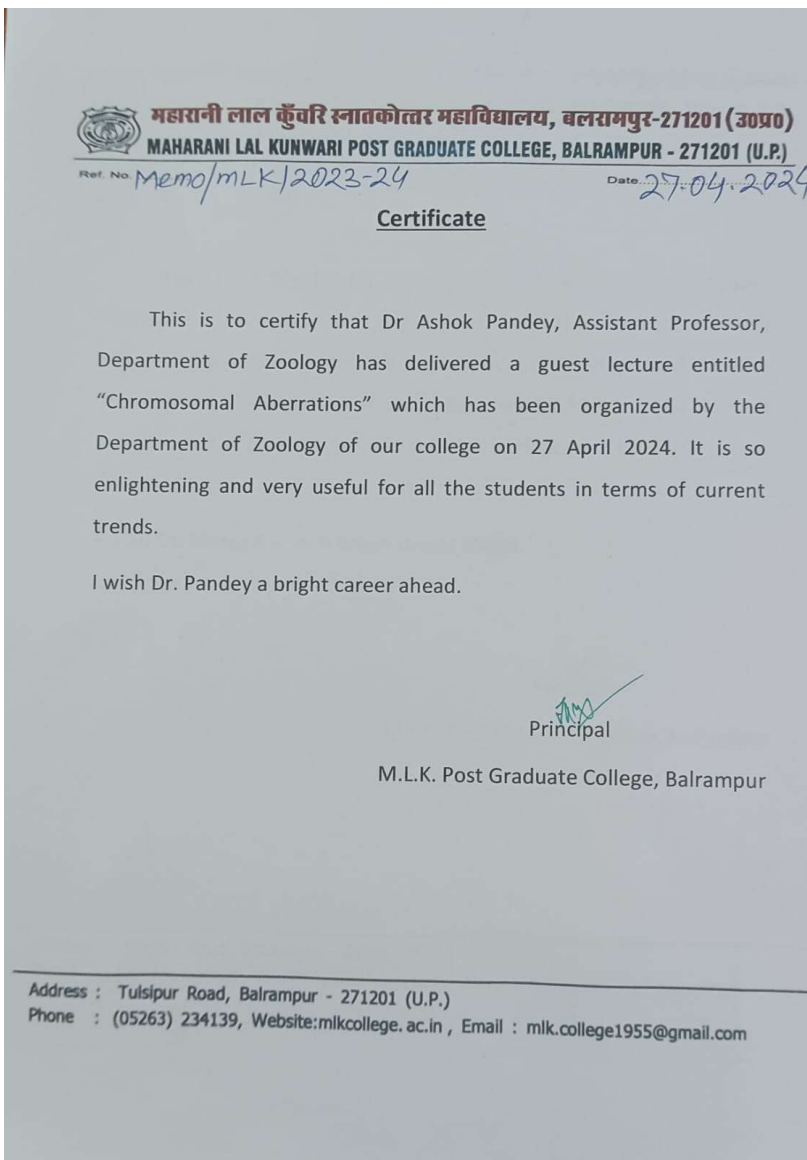 महारानी लाल कुँवरि स्नातकोत्तर महाविद्यालय, बलरामपुर-271201 (उ०प्र०)
MAHARANI LAL KUNWARI POST GRADUATE COLLEGE, BALRAMPUR - 271201 (U.P.)
Ref. No. Memo/MLK/2023-24 Date 27.04.2024
Certificate
This is to certify that Dr Ashok Pandey, Assistant Professor,
Department of Zoology has delivered a guest lecture entitled
“Chromosomal Aberrations” which has been organized by the
Department of Zoology of our college on 27 April 2024. It is so
enlightening and very useful for all the students in terms of current
trends.
I wish Dr. Pandey a bright career ahead.
Principal
M.L.K. Post Graduate College, Balrampur
Address : Tulsipur Road, Balrampur - 271201 (U.P.)
Phone : (05263) 234139, Website:mlkcollege. ac.in , Email : mlk.college1955@gmail.com